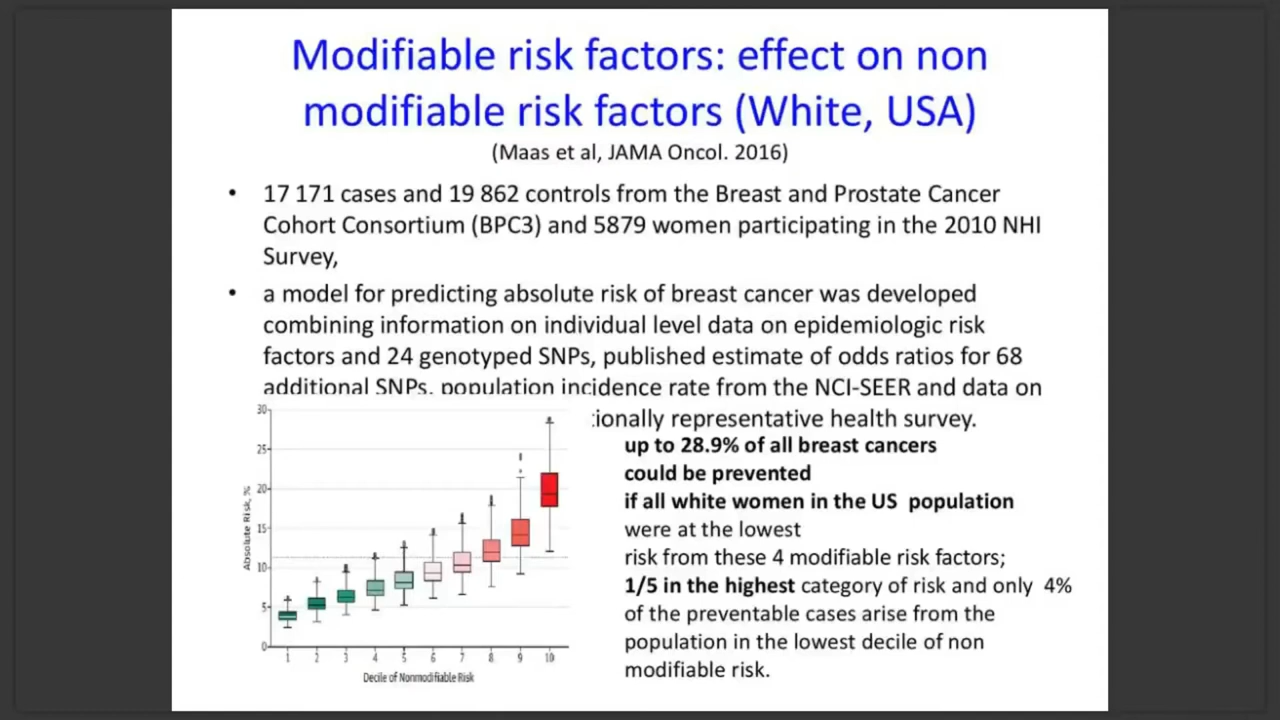 Modifiable risk factors: effect on non
modifiable risk factors (White, USA)
(Maas et al, JAMA Oncol. 2016)
• 17 171 cases and 19 862 controls from the Breast and Prostate Cancer
Cohort Consortium (BPC3) and 5879 women participating in the 2010 NHI
Survey,
• a model for predicting absolute risk of breast cancer was developed
combining information on individual level data on epidemiologic risk
factors and 24 genotyped SNPs, published estimate of odds ratios for 68
additional SNPs, population incidence rate from the NCI-SEER and data on
ionally representative health survey.
up to 28.9% of all breast cancers
could be prevented
if all white women in the US population
were at the lowest
risk from these 4 modifiable risk factors;
1/5 in the highest category of risk and only 4%
of the preventable cases arise from the
population in the lowest decile of non
modifiable risk.
Absolute Risk, %
30
25
20
15
10
5
0
1 2 3 4 5 6 7 8 9 10
Decile of Nonmodifiable Risk